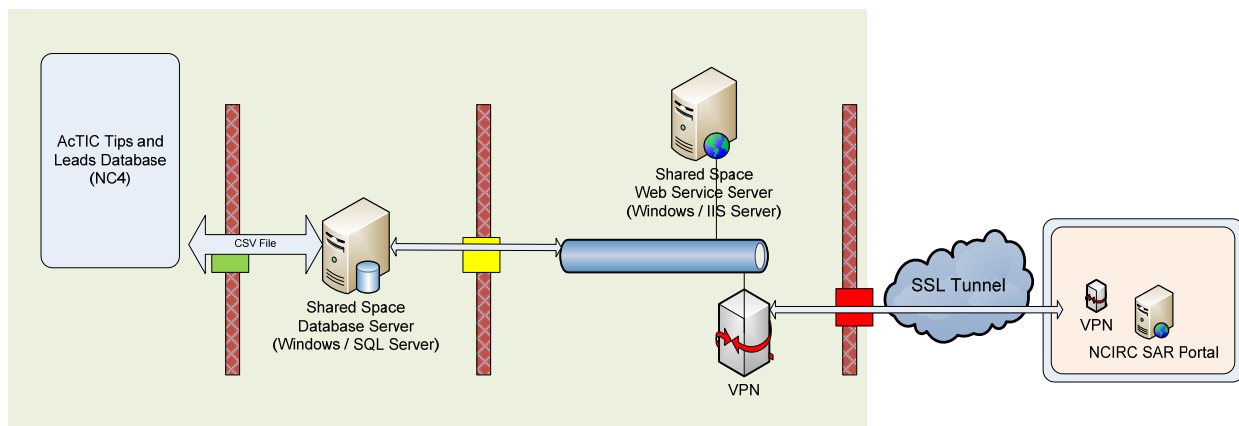 AcTIC Tips and
Leads Database
(NC4)
CSV File
Shared Space
Database Server
(Windows / SQL Server)
Shared Space
Web Service Server
(Windows / IIS Server)
VPN
SSL Tunnel
VPN
NCIRC SAR Portal